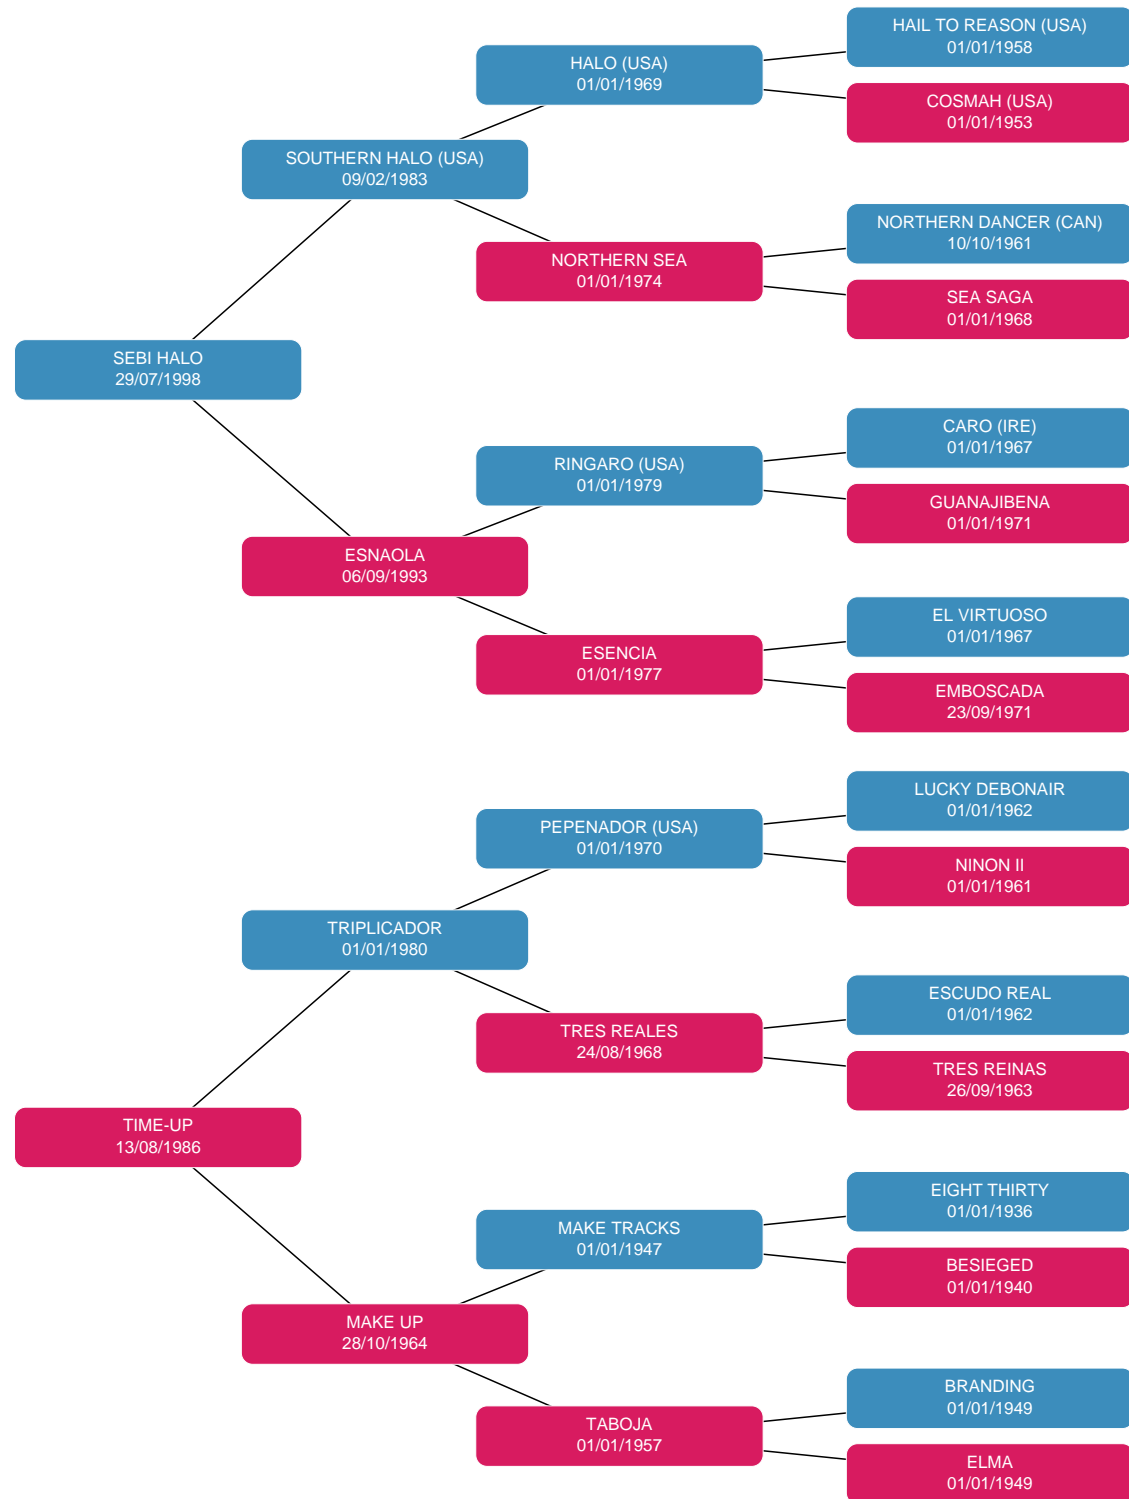 HAIL TO REASON (USA)
01/01/1958
HALO (USA)
01/01/1969
COSMAH (USA)
01/01/1953
SOUTHERN HALO (USA)
09/02/1983
NORTHERN DANCER (CAN)
10/10/1961
NORTHERN SEA
01/01/1974
SEA SAGA
01/01/1968
SEBI HALO
29/07/1998
CARO (IRE)
01/01/1967
RINGARO (USA)
01/01/1979
GUANAJIBENA
01/01/1971
ESNAOLA
06/09/1993
EL VIRTUOSO
01/01/1967
ESENCIA
01/01/1977
EMBOSCADA
23/09/1971
LUCKY DEBONAIR
01/01/1962
PEPENADOR (USA)
01/01/1970
NINON II
01/01/1961
TRIPLICADOR
01/01/1980
ESCUDO REAL
01/01/1962
TRES REALES
24/08/1968
TRES REINAS
26/09/1963
TIME-UP
13/08/1986
EIGHT THIRTY
01/01/1936
MAKE TRACKS
01/01/1947
BESIEGED
01/01/1940
MAKE UP
28/10/1964
BRANDING
01/01/1949
TABOJA
01/01/1957
ELMA
01/01/1949